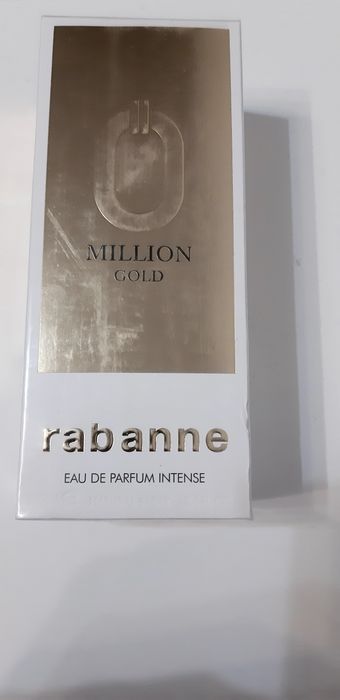 MILLION
GOLD
rabanne
EAU DE PARFUM INTENSE